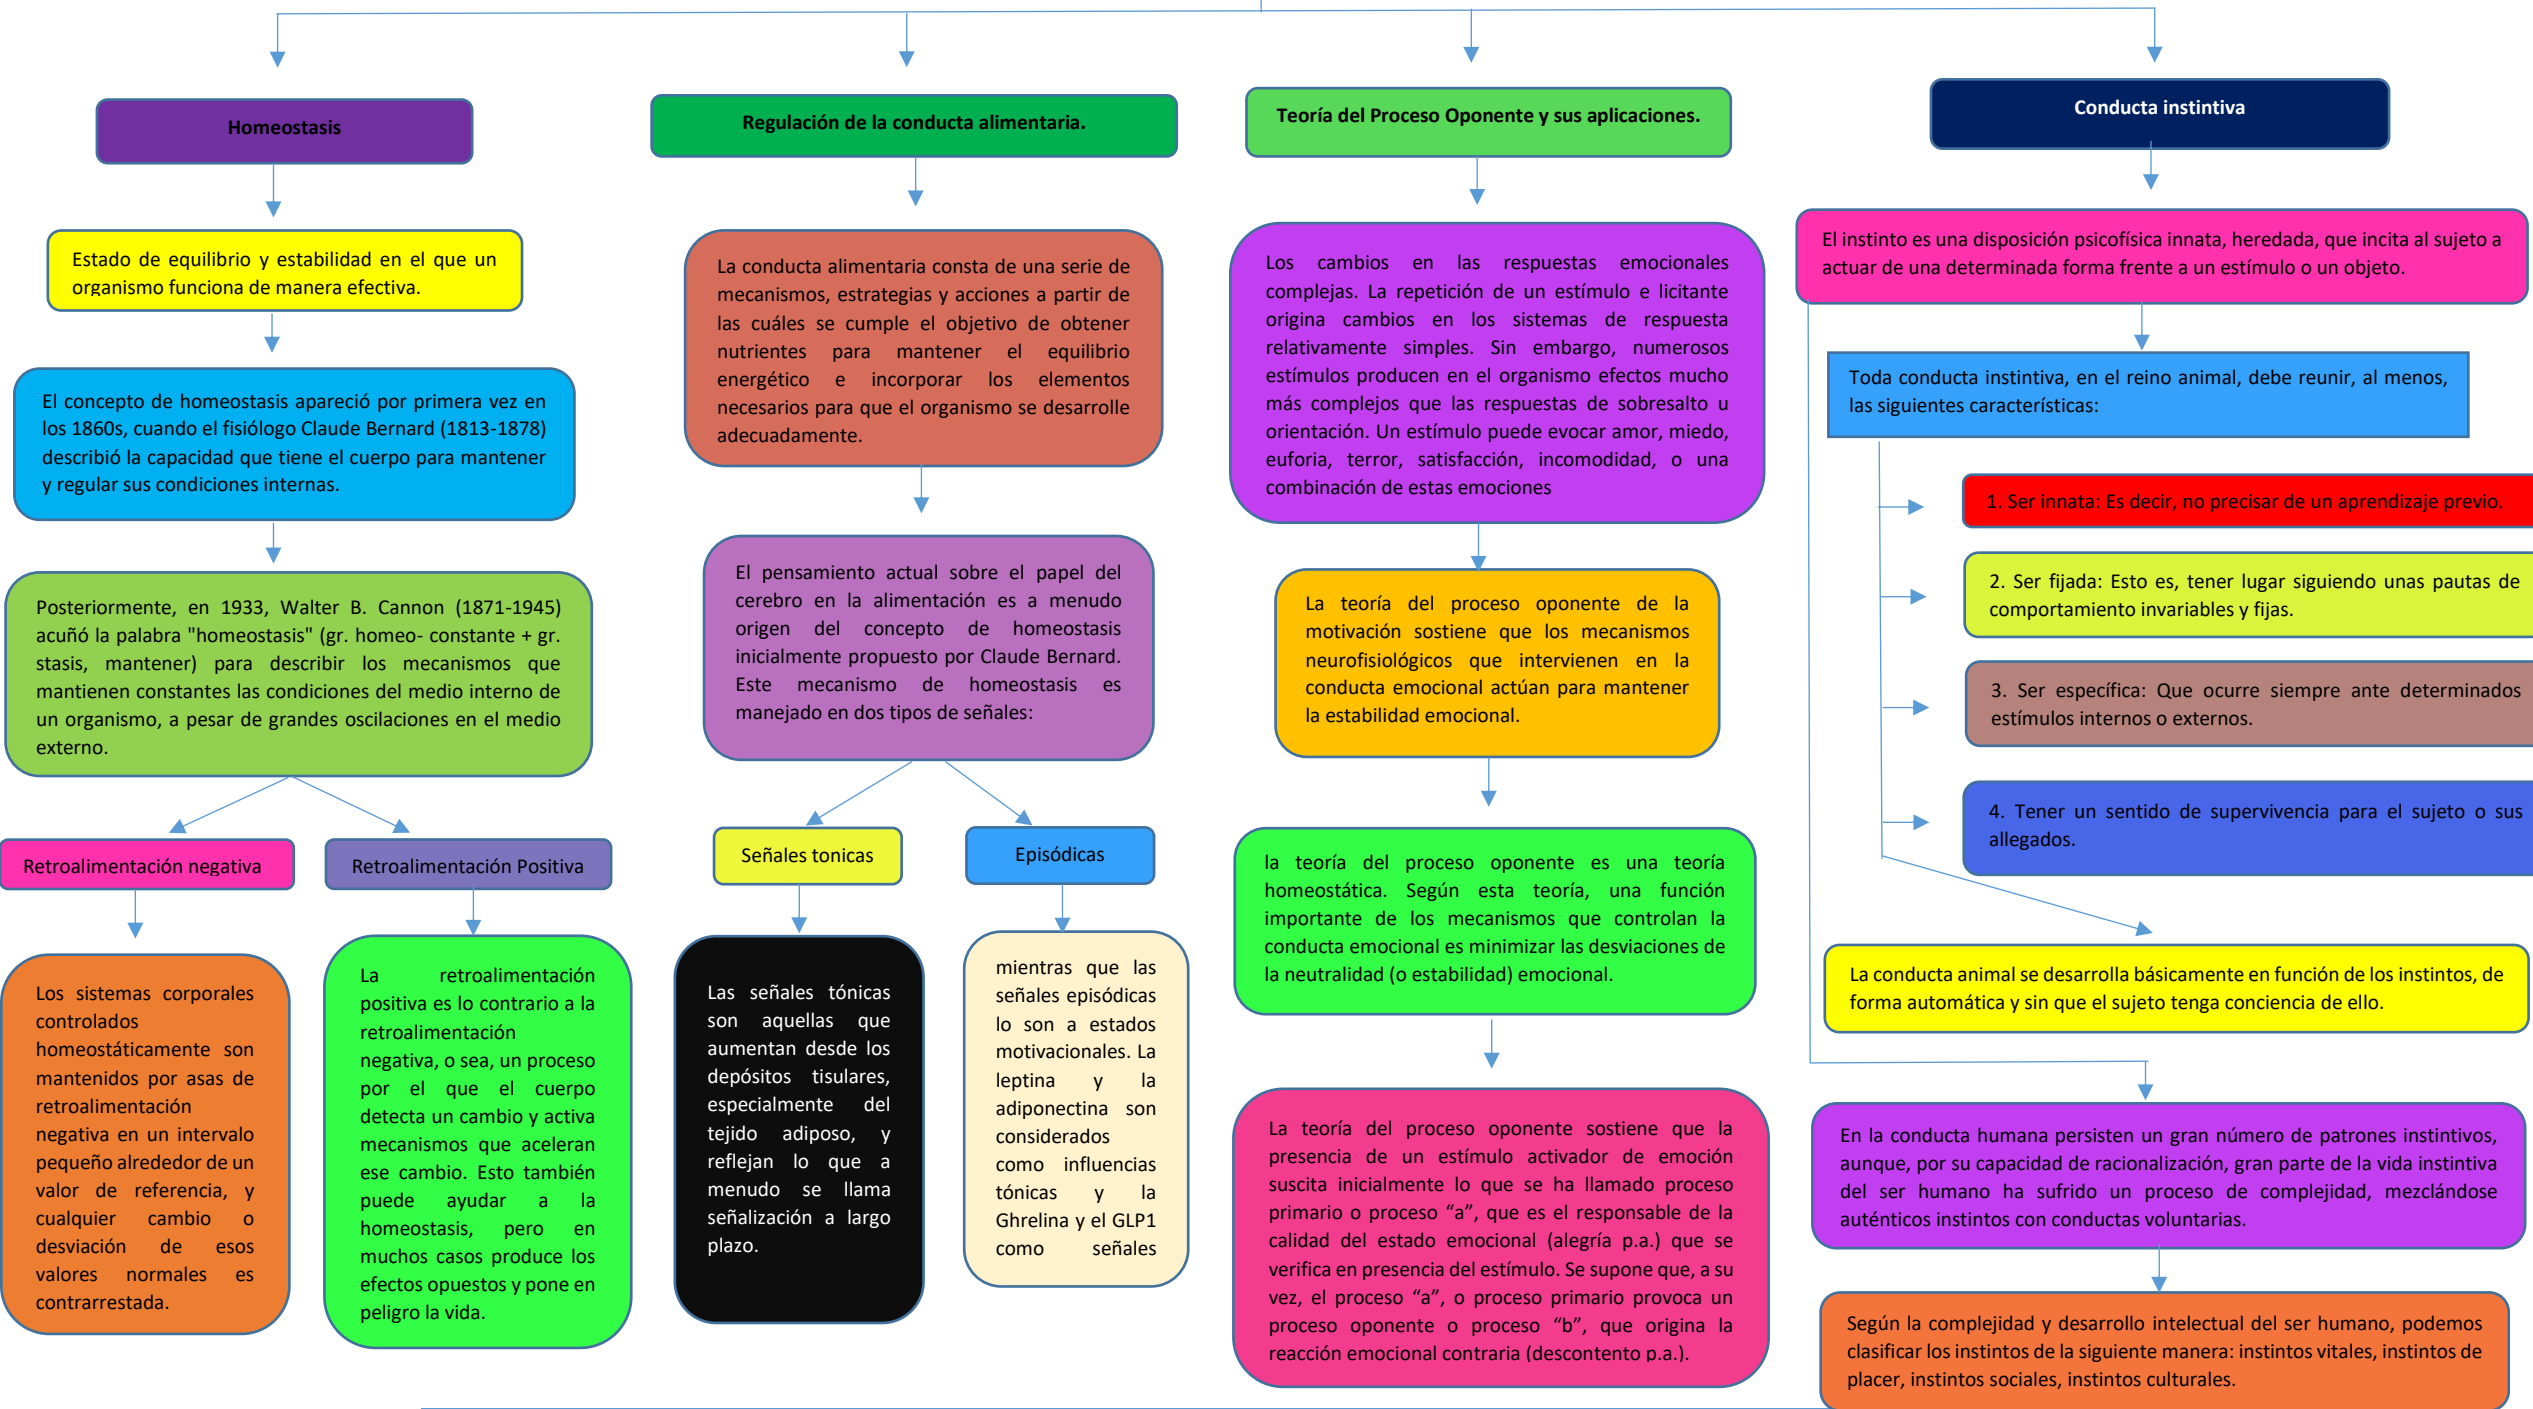 Homeostasis
Estado de equilibrio y estabilidad en el que un
organismo funciona de manera efectiva.
El concepto de homeostasis apareció por primera vez en
los 1860s, cuando el fisiólogo Claude Bernard (1813-1878)
describió la capacidad que tiene el cuerpo para mantener
y regular sus condiciones internas.
Posteriormente, en 1933, Walter B. Cannon (1871-1945)
acuñó la palabra "homeostasis" (gr. homeo- constante + gr.
stasis, mantener) para describir los mecanismos que
mantienen constantes las condiciones del medio interno de
un organismo, a pesar de grandes oscilaciones en el medio
externo.
Retroalimentación negativa
Los sistemas corporales
controlados
homeostáticamente son
mantenidos por asas de
retroalimentación
negativa en un intervalo
pequeño alrededor de un
valor de referencia, y
cualquier cambio o
desviación de esos
valores normales es
contrarrestada.
Retroalimentación Positiva
La retroalimentación
positiva es lo contrario a la
retroalimentación
negativa, o sea, un proceso
por el que el cuerpo
detecta un cambio y activa
mecanismos que aceleran
ese cambio. Esto también
puede ayudar a la
homeostasis, pero en
muchos casos produce los
efectos opuestos y pone en
peligro la vida.
Regulación de la conducta alimentaria.
La conducta alimentaria consta de una serie de
mecanismos, estrategias y acciones a partir de
las cuáles se cumple el objetivo de obtener
nutrientes para mantener el equilibrio
energético e incorporar los elementos
necesarios para que el organismo se desarrolle
adecuadamente.
El pensamiento actual sobre el papel del
cerebro en la alimentación es a menudo
origen del concepto de homeostasis
inicialmente propuesto por Claude Bernard.
Este mecanismo de homeostasis es
manejado en dos tipos de señales:
Señales tonicas
Las señales tónicas
son aquellas que
aumentan desde los
depósitos tisulares,
especialmente del
tejido adiposo, y
reflejan lo que a
menudo se llama
señalización a largo
plazo.
Episódicas
mientras que las
señales episódicas
lo son a estados
motivacionales. La
leptina y la
adiponectina son
considerados
como influencias
tónicas y la
Ghrelina y el GLP1
como señales
Teoría del Proceso Oponente y sus aplicaciones.
Los cambios en las respuestas emocionales
complejas. La repetición de un estímulo e licitante
origina cambios en los sistemas de respuesta
relativamente simples. Sin embargo, numerosos
estímulos producen en el organismo efectos mucho
más complejos que las respuestas de sobresalto u
orientación. Un estímulo puede evocar amor, miedo,
euforia, terror, satisfacción, incomodidad, o una
combinación de estas emociones
La teoría del proceso oponente de la
motivación sostiene que los mecanismos
neurofisiológicos que intervienen en la
conducta emocional actúan para mantener
la estabilidad emocional.
la teoría del proceso oponente es una teoría
homeostática. Según esta teoría, una función
importante de los mecanismos que controlan la
conducta emocional es minimizar las desviaciones de
la neutralidad (o estabilidad) emocional.
La teoría del proceso oponente sostiene que la
presencia de un estímulo activador de emoción
suscita inicialmente lo que se ha llamado proceso
primario o proceso “a”, que es el responsable de la
calidad del estado emocional (alegría p.a.) que se
verifica en presencia del estímulo. Se supone que, a su
vez, el proceso “a”, o proceso primario provoca un
proceso oponente o proceso “b”, que origina la
reacción emocional contraria (descontento p.a.).
Conducta instintiva
El instinto es una disposición psicofísica innata, heredada, que incita al sujeto a
actuar de una determinada forma frente a un estímulo o un objeto.
Toda conducta instintiva, en el reino animal, debe reunir, al menos,
las siguientes características:
1. Ser innata: Es decir, no precisar de un aprendizaje previo.
2. Ser fijada: Esto es, tener lugar siguiendo unas pautas de
comportamiento invariables y fijas.
3. Ser específica: Que ocurre siempre ante determinados
estímulos internos o externos.
4. Tener un sentido de supervivencia para el sujeto o sus
allegados.
La conducta animal se desarrolla básicamente en función de los instintos, de
forma automática y sin que el sujeto tenga conciencia de ello.
En la conducta humana persisten un gran número de patrones instintivos,
aunque, por su capacidad de racionalización, gran parte de la vida instintiva
del ser humano ha sufrido un proceso de complejidad, mezclándose
auténticos instintos con conductas voluntarias.
Según la complejidad y desarrollo intelectual del ser humano, podemos
clasificar los instintos de la siguiente manera: instintos vitales, instintos de
placer, instintos sociales, instintos culturales.